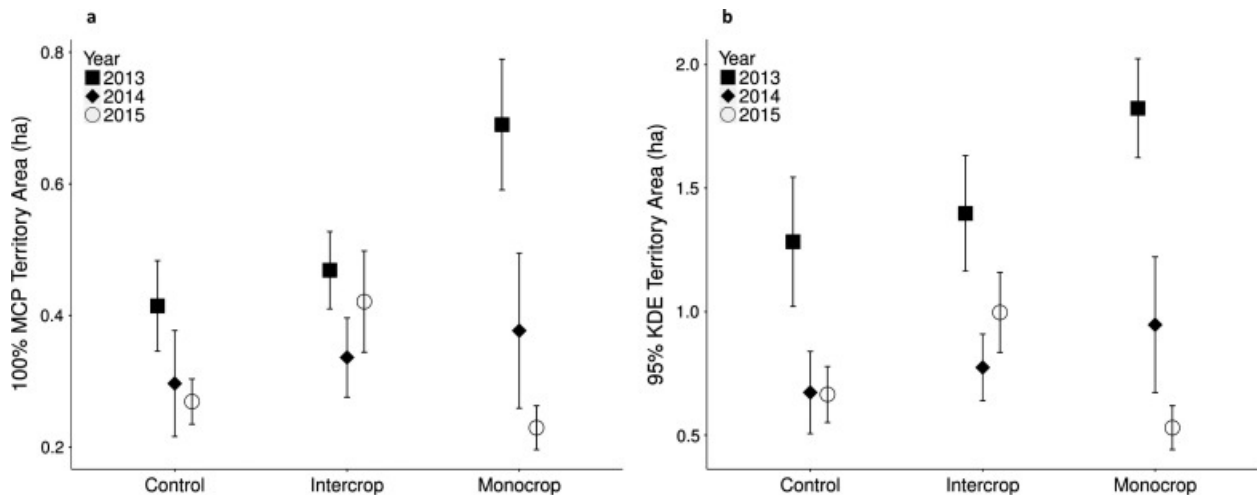 a
100% MCP Territory Area (ha)
0.8
0.6
0.4
0.2
Year
2013
2014
2015
Control Intercrop Monocrop
b
95% KDE Territory Area (ha)
2.0
1.5
1.0
0.5
Year
2013
2014
2015
Control Intercrop Monocrop